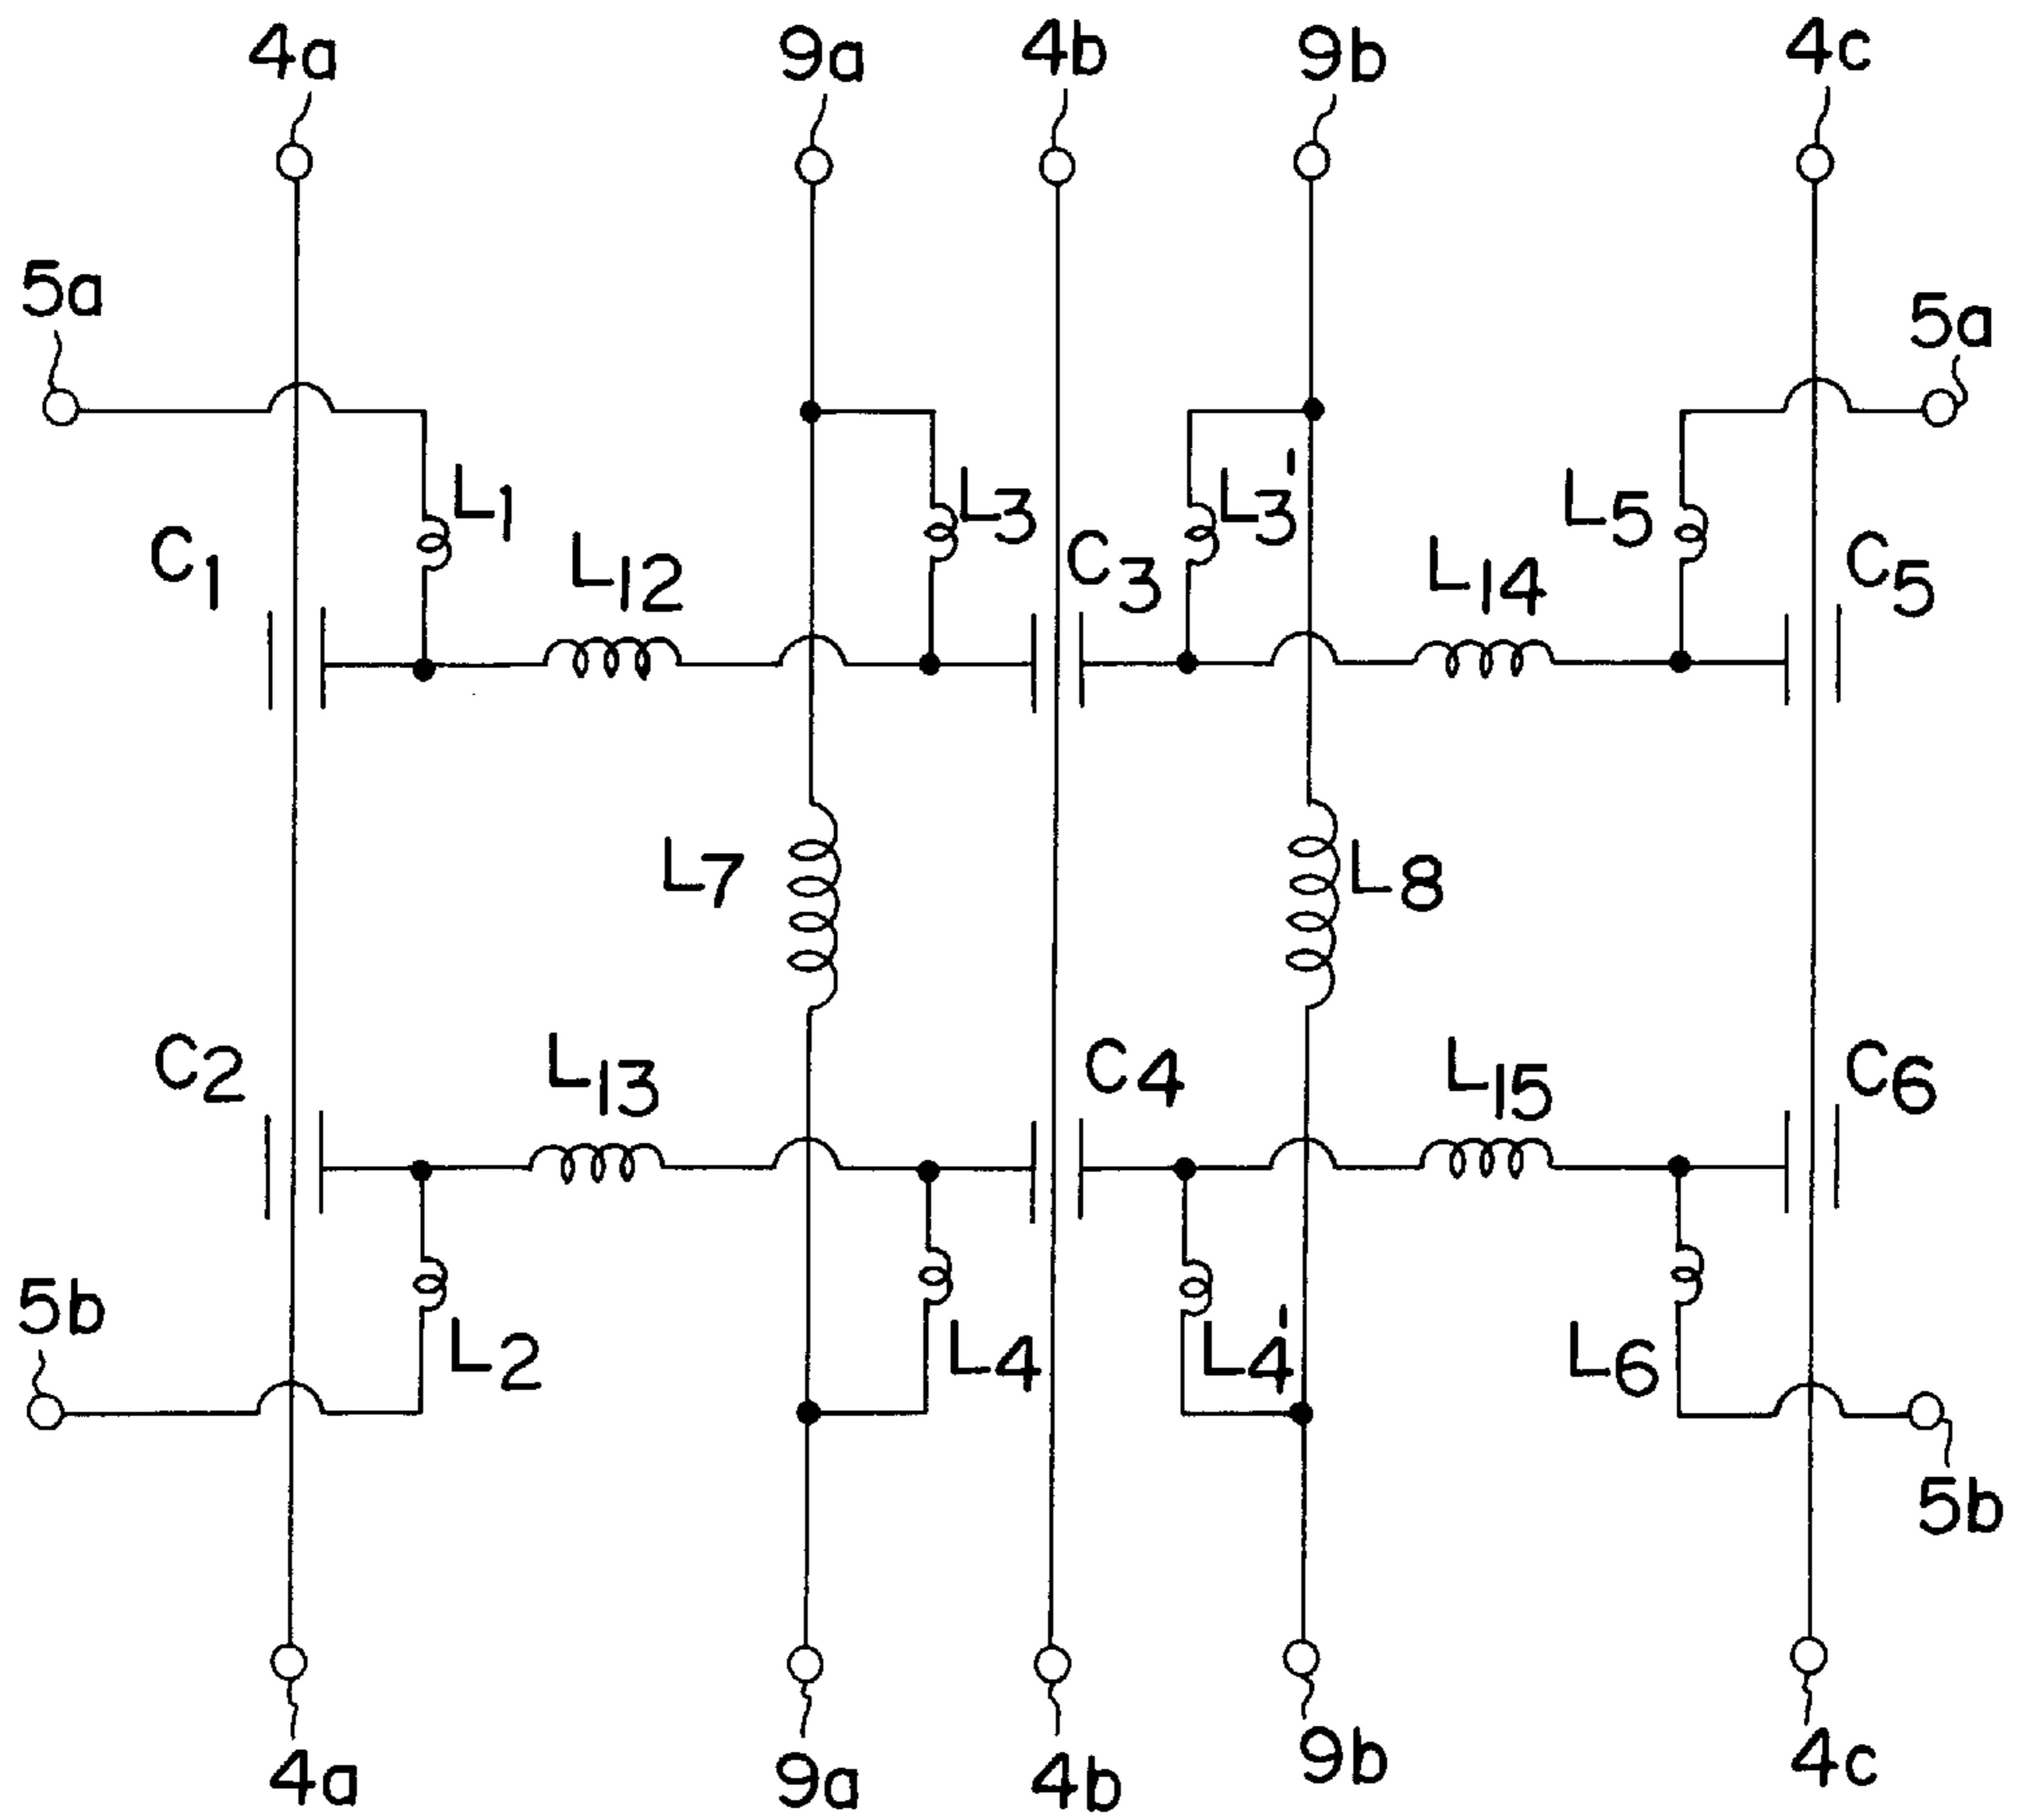 4a 9a 4b 9b 4c
5a 5a
L1 L3 L3' L5
C1 L12 C3 L14 C5
L7 L8
C2 L13 C4 L15 C6
5b L2 L4 L4' L6
5b
4a 9a 4b 9b 4c